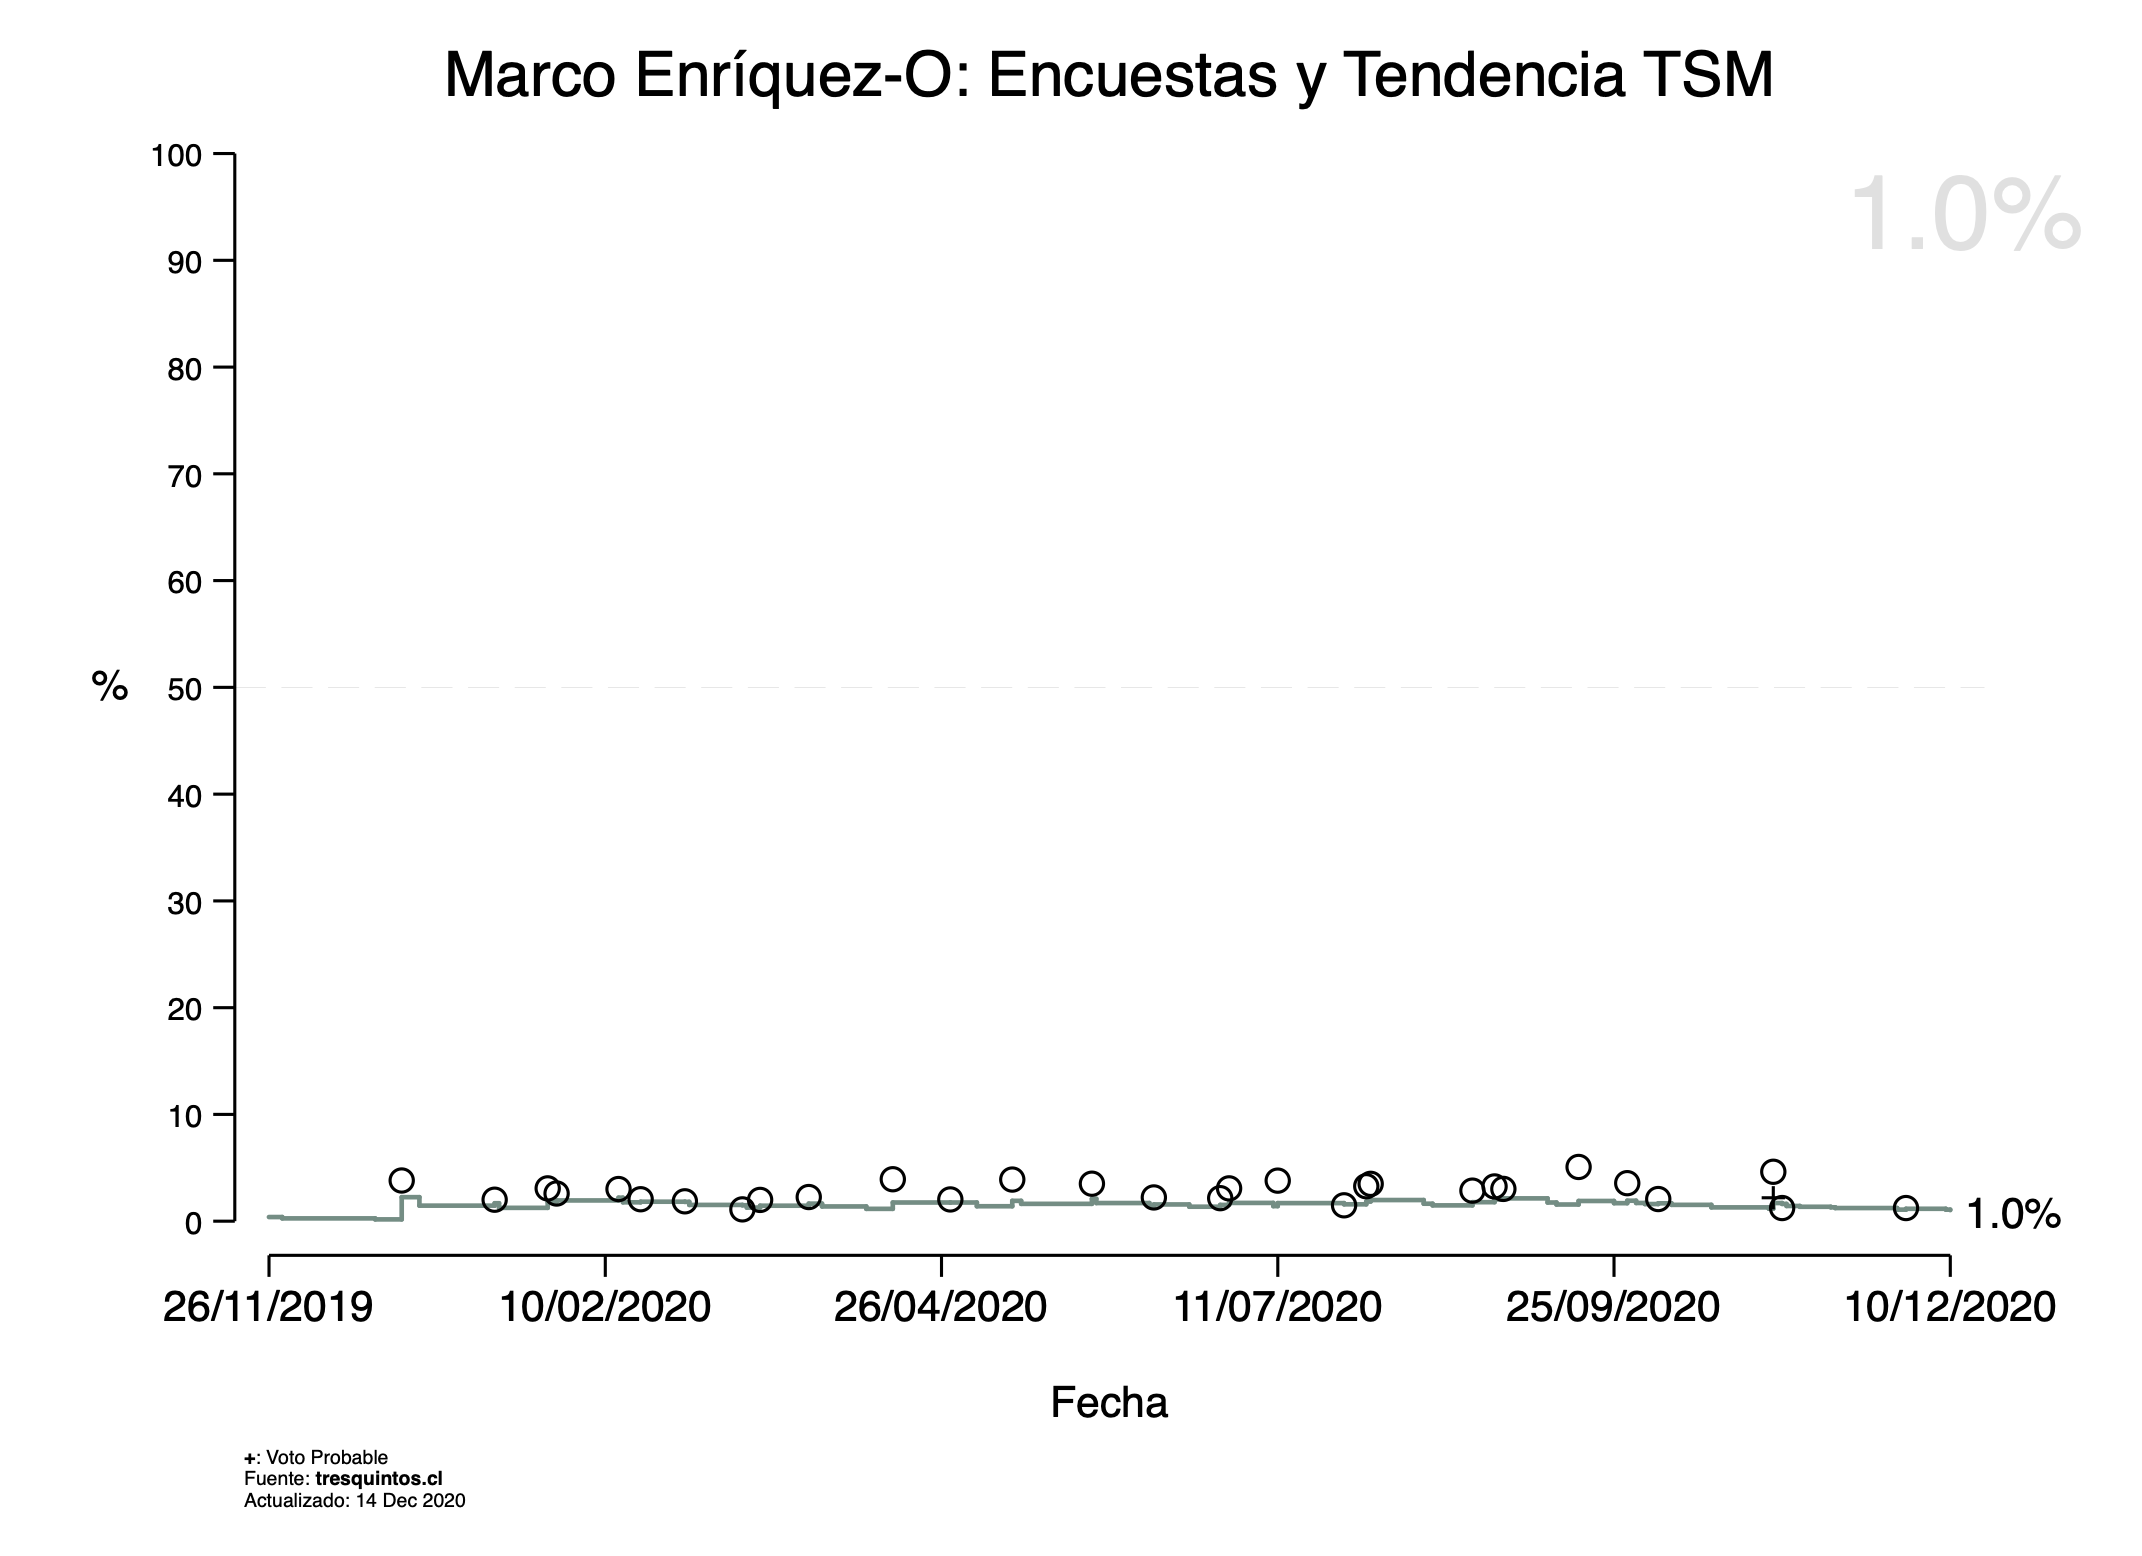 Marco Enríquez-O: Encuestas y Tendencia TSM
1.0%
100
90
80
70
60
50
40
30
20
10
0
%
1.0%
26/11/2019 10/02/2020 26/04/2020 11/07/2020 25/09/2020 10/12/2020
Fecha
+: Voto Probable
Fuente: tresquintos.cl
Actualizado: 14 Dec 2020